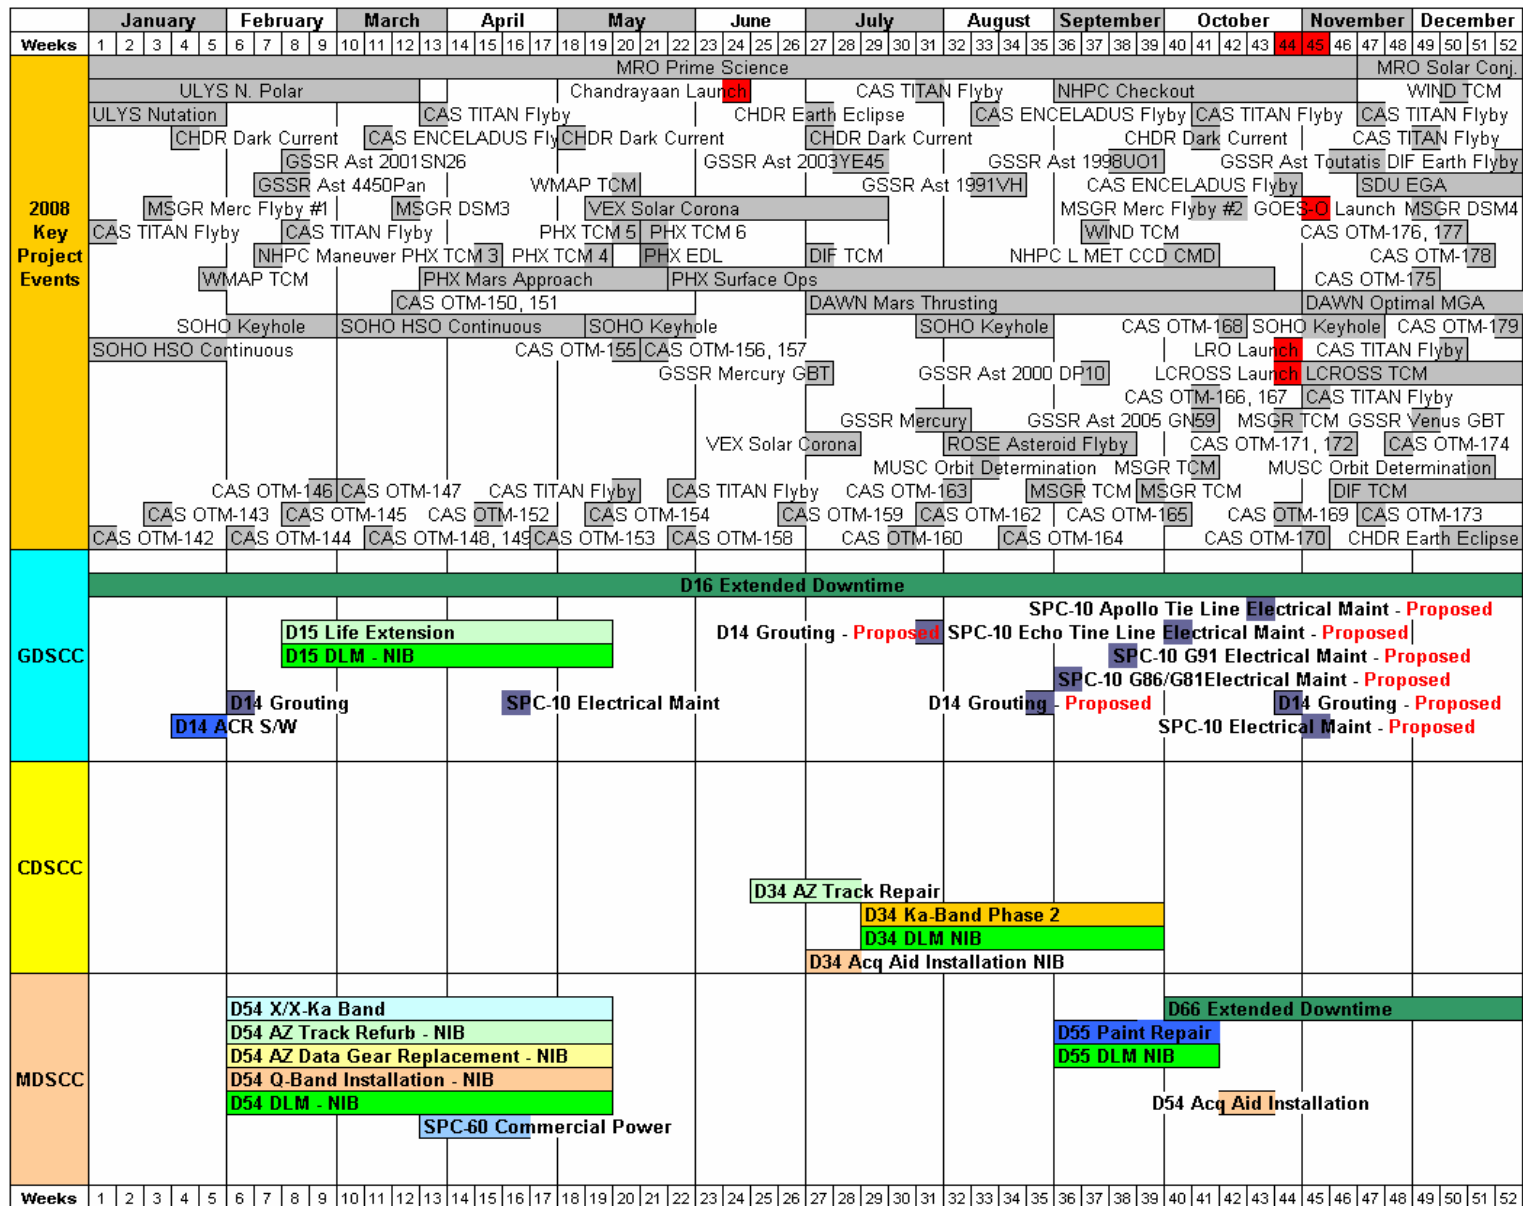 January February March April May June July August September October November December
Weeks 1 2 3 4 5 6 7 8 9 10 11 12 13 14 15 16 17 18 19 20 21 22 23 24 25 26 27 28 29 30 31 32 33 34 35 36 37 38 39 40 41 42 43 44 45 46 47 48 49 50 51 52
2008 Key Project Events
MRO Prime Science MRO Solar Conj.
ULYS N. Polar Chandrayaan Launch CAS TITAN Flyby NHPC Checkout WIND TCM
ULYS Nutation CAS TITAN Flyby CHDR Earth Eclipse CAS ENCELADUS Flyby CAS TITAN Flyby CAS TITAN Flyby
CHDR Dark Current CAS ENCELADUS Fly CHDR Dark Current CHDR Dark Current CHDR Dark Current CAS TITAN Flyby
GSSR Ast 2001SN26 GSSR Ast 2003YE45 GSSR Ast 1998UO1 GSSR Ast Toutatis DIF Earth Flyby
GSSR Ast 4450Pan WMAP TCM GSSR Ast 1991VH CAS ENCELADUS Flyby SDU EGA
MSGR Merc Flyby #1 MSGR DSM3 VEX Solar Corona MSGR Merc Flyby #2 GOES-O Launch MSGR DSM4
CAS TITAN Flyby CAS TITAN Flyby PHX TCM 5 PHX TCM 6 WIND TCM CAS OTM-176, 177
NHPC Maneuver PHX TCM 3 PHX TCM 4 PHX EDL DIF TCM NHPC L MET CCD CMD CAS OTM-178
WMAP TCM PHX Mars Approach PHX Surface Ops CAS OTM-175
CAS OTM-150, 151 DAWN Mars Thrusting DAWN Optimal MGA
SOHO Keyhole SOHO HSO Continuous SOHO Keyhole SOHO Keyhole CAS OTM-168 SOHO Keyhole CAS OTM-179
SOHO HSO Continuous CAS OTM-155 CAS OTM-156, 157 LRO Launch CAS TITAN Flyby
GSSR Mercury GBT GSSR Ast 2000 DP10 LCROSS Launch LCROSS TCM
CAS OTM-166, 167 CAS TITAN Flyby
GSSR Mercury GSSR Ast 2005 GN59 MSGR TCM GSSR Venus GBT
VEX Solar Corona ROSE Asteroid Flyby CAS OTM-171, 172 CAS OTM-174
MUSC Orbit Determination MSGR TCM MUSC Orbit Determination
CAS OTM-146 CAS OTM-147 CAS TITAN Flyby CAS TITAN Flyby CAS OTM-163 MSGR TCM MSGR TCM DIF TCM
CAS OTM-143 CAS OTM-145 CAS OTM-152 CAS OTM-154 CAS OTM-159 CAS OTM-162 CAS OTM-165 CAS OTM-169 CAS OTM-173
CAS OTM-142 CAS OTM-144 CAS OTM-148, 149 CAS OTM-153 CAS OTM-158 CAS OTM-160 CAS OTM-164 CAS OTM-170 CHDR Earth Eclipse
GDSCC
D16 Extended Downtime
SPC-10 Apollo Tie Line Electrical Maint - Proposed
D15 Life Extension D14 Grouting - Proposed SPC-10 Echo Tine Line Electrical Maint - Proposed
D15 DLM - NIB SPC-10 G91 Electrical Maint - Proposed
SPC-10 G86/G81Electrical Maint - Proposed
D14 Grouting SPC-10 Electrical Maint D14 Grouting - Proposed D14 Grouting - Proposed
D14 ACR S/W SPC-10 Electrical Maint - Proposed
CDSCC
D34 AZ Track Repair
D34 Ka-Band Phase 2
D34 DLM NIB
D34 Acq Aid Installation NIB
MDSCC
D54 X/X-Ka Band D66 Extended Downtime
D54 AZ Track Refurb - NIB D55 Paint Repair
D54 AZ Data Gear Replacement - NIB D55 DLM NIB
D54 Q-Band Installation - NIB
D54 DLM - NIB D54 Acq Aid Installation
SPC-60 Commercial Power
Weeks 1 2 3 4 5 6 7 8 9 10 11 12 13 14 15 16 17 18 19 20 21 22 23 24 25 26 27 28 29 30 31 32 33 34 35 36 37 38 39 40 41 42 43 44 45 46 47 48 49 50 51 52